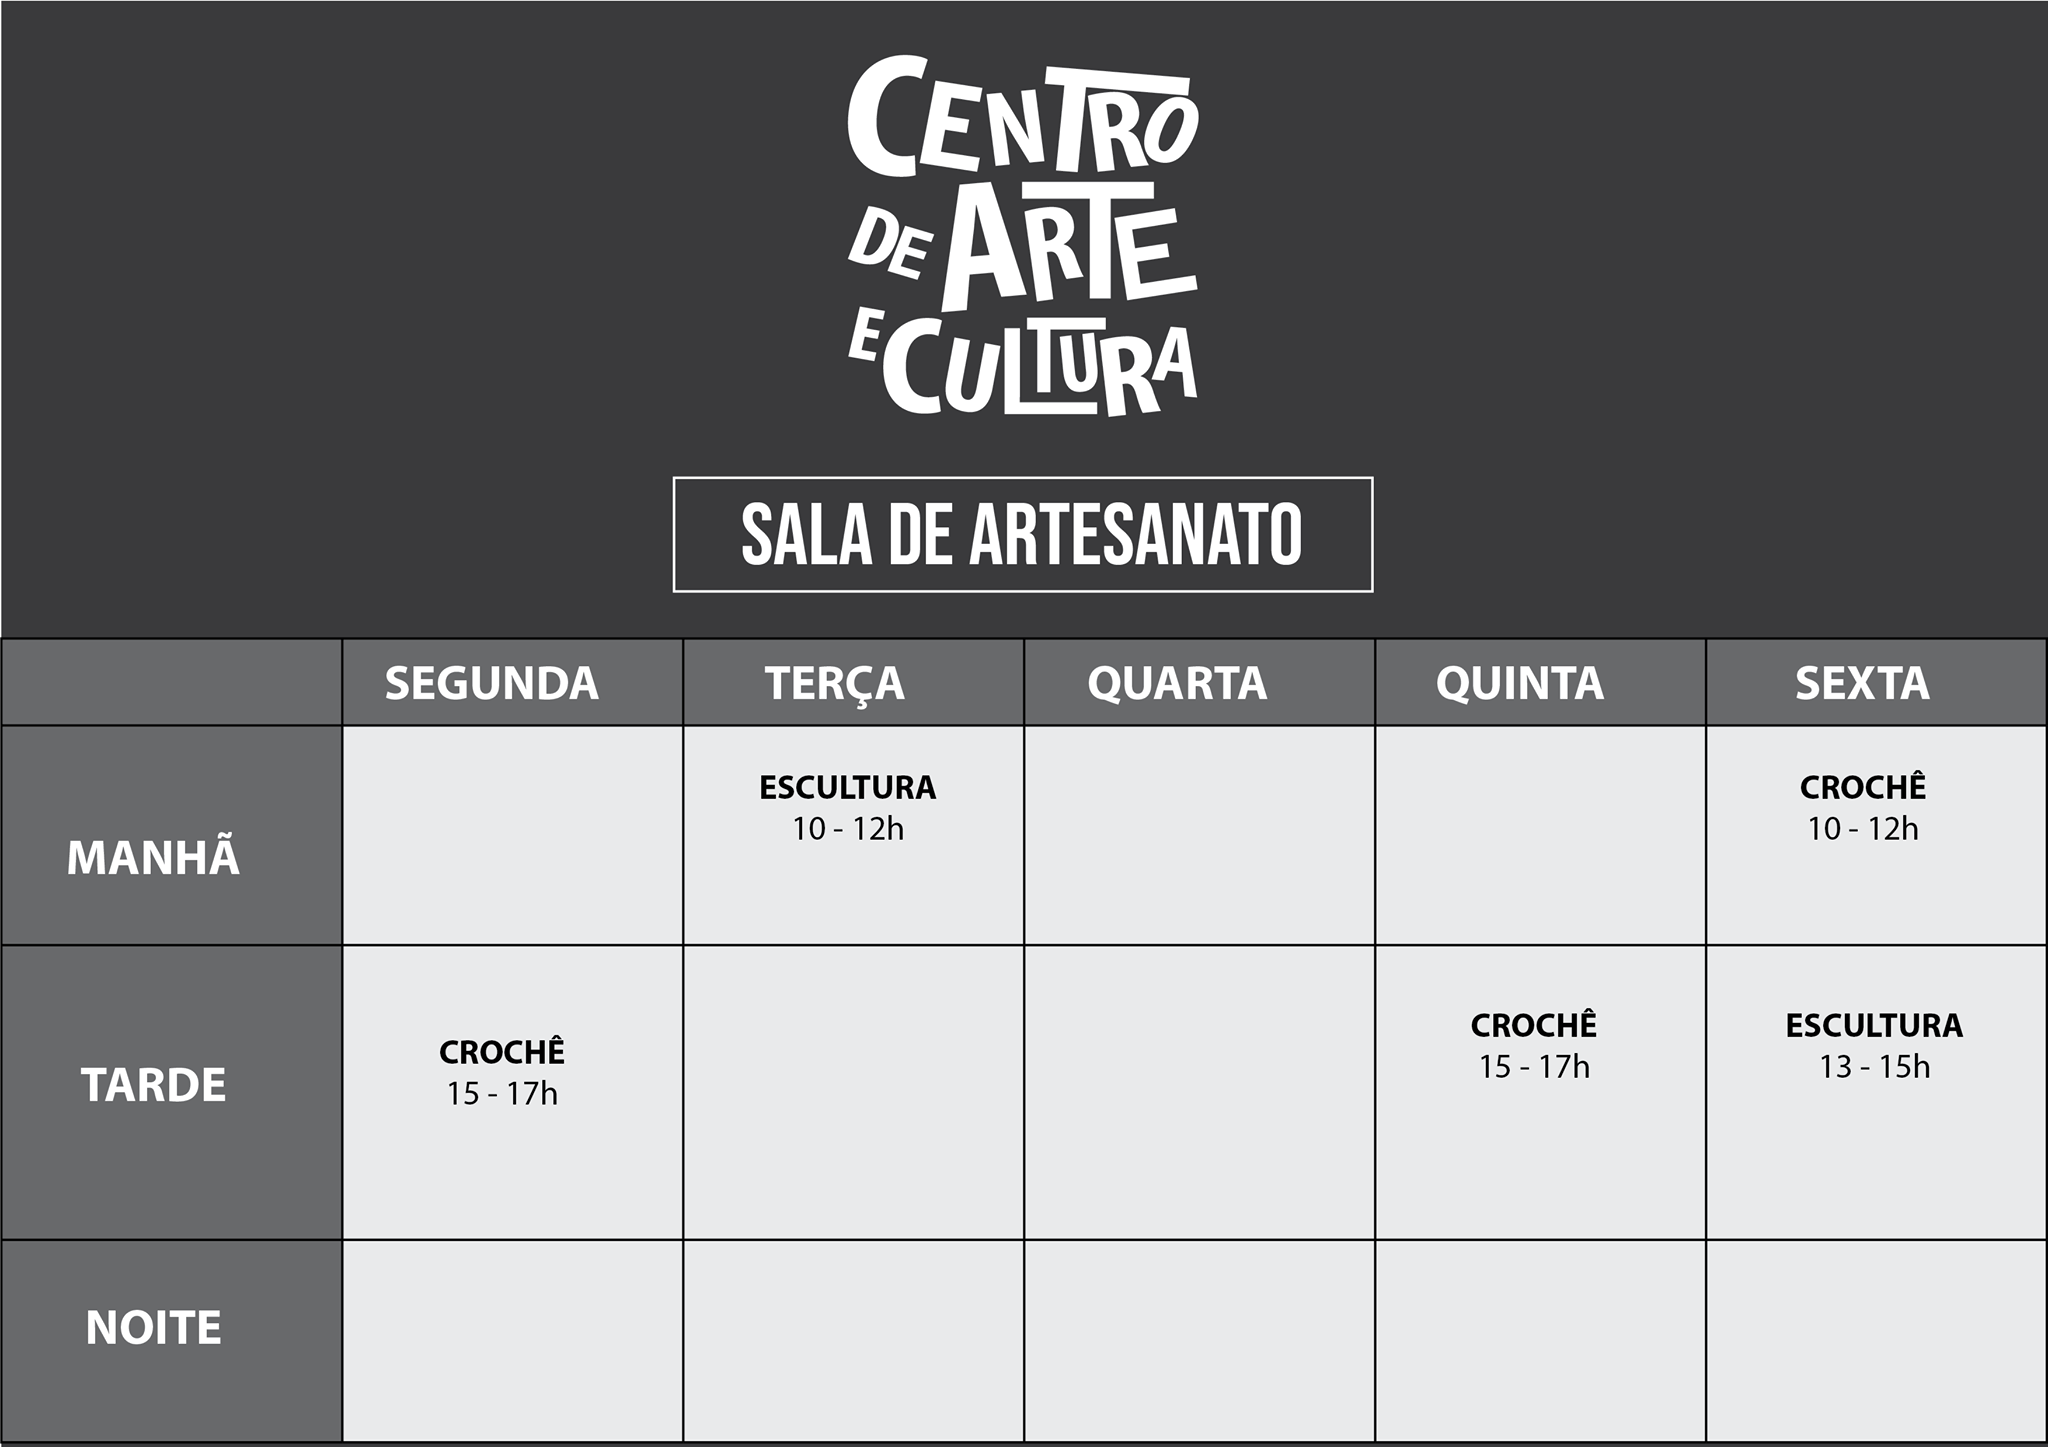 CENTRO
DE ARTE
E CULTURA
SALA DE ARTESANATO
SEGUNDA TERÇA QUARTA QUINTA SEXTA
MANHÃ
ESCULTURA
10 - 12h
CROCHÊ
10 - 12h
TARDE
CROCHÊ
15 - 17h
CROCHÊ
15 - 17h
ESCULTURA
13 - 15h
NOITE